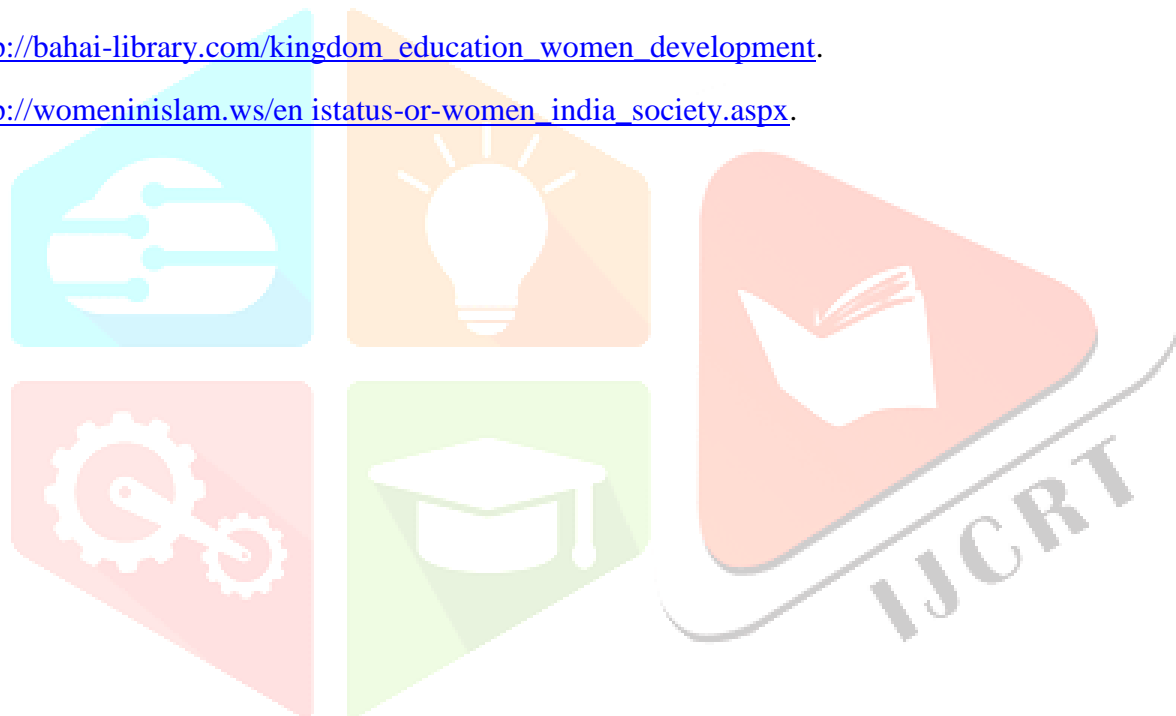 p://bahai-library.com/kingdom_education_women_development.
p://womeninislam.ws/en istatus-or-women_india_society.aspx.
IJCRT